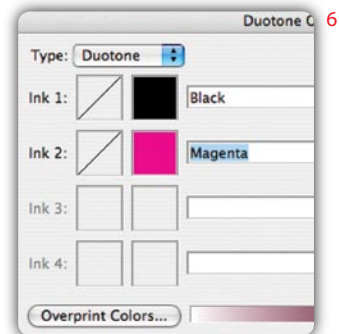 Duotone O
6
Type: Duotone
Ink 1: Black
Ink 2: Magenta
Ink 3:
Ink 4:
Overprint Colors...